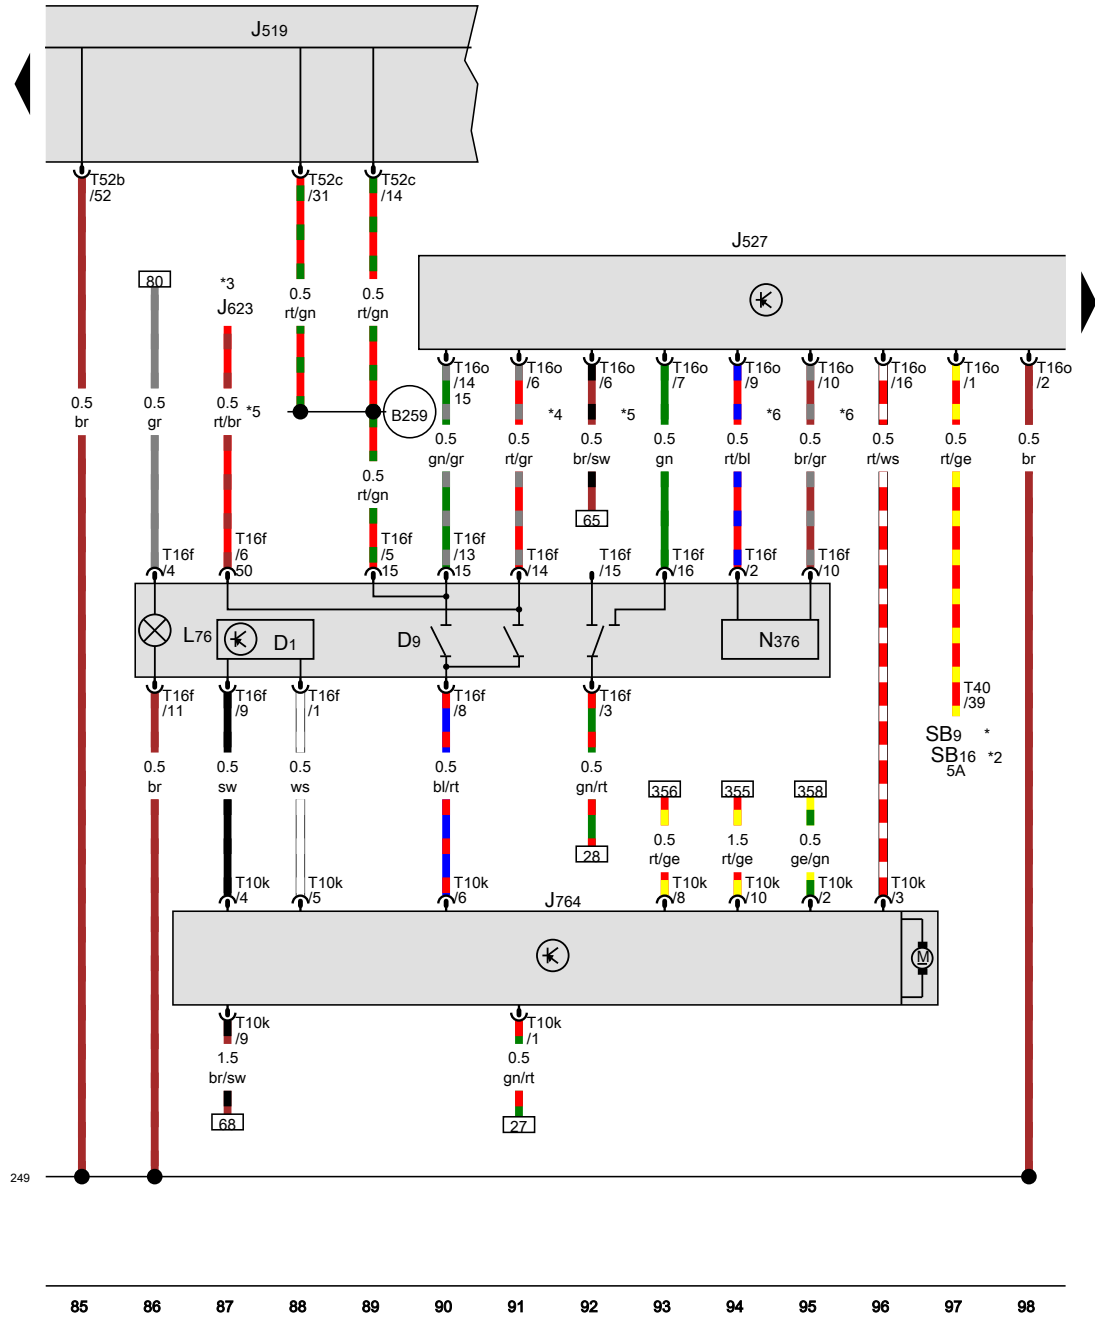 J519
T52b
/52
T52c
/31
T52c
/14
J527
80
*3
J623
0.5
rt/gn
0.5
rt/gn
T16o
/14
15
T16o
/6
T16o
/6
T16o
/7
T16o
/9
T16o
/10
T16o
/16
T16o
/1
T16o
/2
0.5
br
0.5
gr
0.5
rt/br
*5
B259
*4
*5
*6
*6
0.5
gn/gr
0.5
rt/gr
0.5
br/sw
0.5
gn
0.5
rt/bl
0.5
br/gr
0.5
rt/ws
0.5
rt/ge
0.5
br
0.5
rt/gn
65
T16f
/4
T16f
/6
50
T16f
/5
15
T16f
/13
15
T16f
/14
T16f
/15
T16f
/16
T16f
/2
T16f
/10
L76
D1
D9
N376
T16f
/11
T16f
/9
T16f
/1
T16f
/8
T16f
/3
T40
/39
SB9 *
SB16 *2
5A
0.5
br
0.5
sw
0.5
ws
0.5
bl/rt
0.5
gn/rt
356
355
358
0.5
rt/ge
1.5
rt/ge
0.5
ge/gn
28
T10k
/4
T10k
/5
T10k
/6
J764
T10k
/8
T10k
/10
T10k
/2
T10k
/3
M
T10k
/9
T10k
/1
1.5
br/sw
0.5
gn/rt
68
27
249
85 86 87 88 89 90 91 92 93 94 95 96 97 98